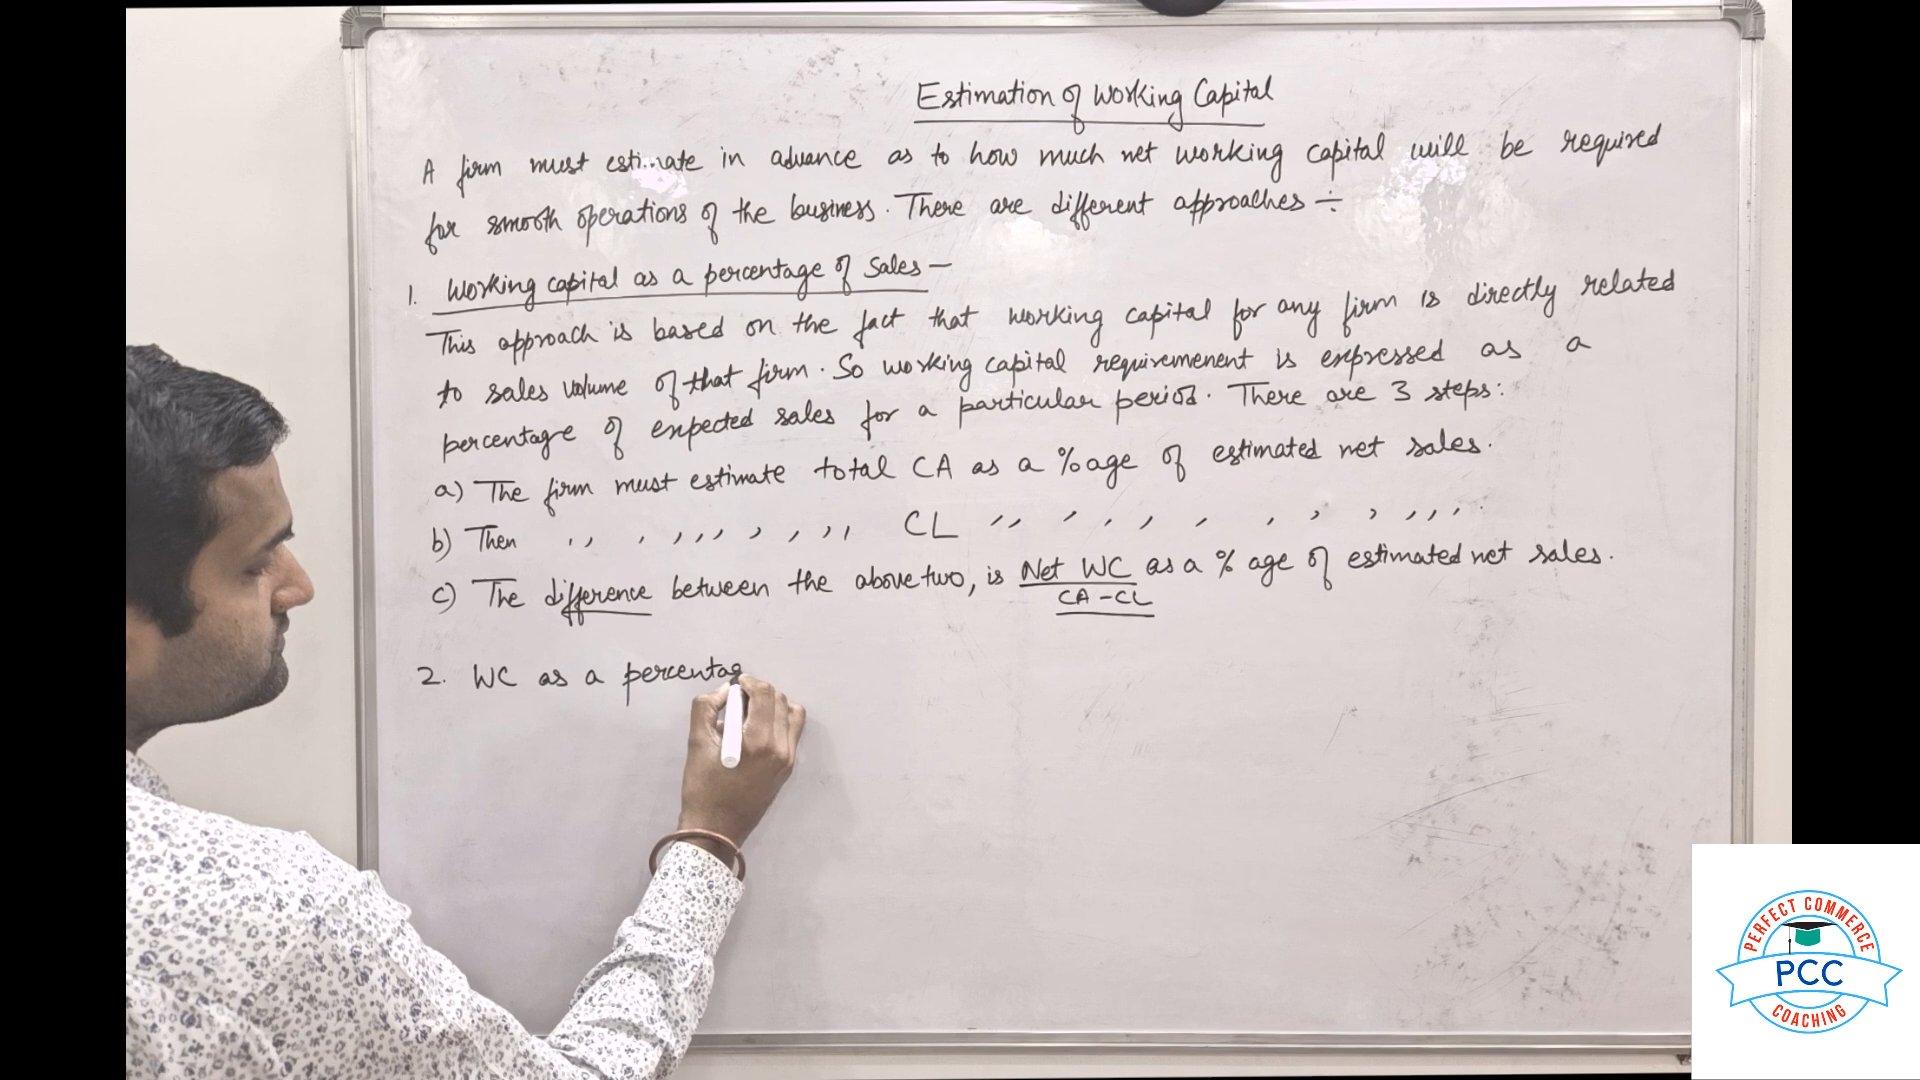 Estimation of Working Capital
A firm must estimate in advance as to how much net working capital will be required
for smooth operations of the business. There are different approaches ÷
1. Working capital as a percentage of Sales —
This approach is based on the fact that working capital for any firm is directly related
to sales volume of that firm. So working capital requiremenent is expressed as a
percentage of expected sales for a particular period. There are 3 steps:
a) The firm must estimate total CA as a %age of estimated net sales.
b) Then ,, , ,,, , , ,, CL ,, , , , , , , , , , , .
c) The difference between the above two, is Net WC as a % age of estimated net sales.
CA - CL
2. WC as a percentag
PERFECT COMMERCE
PCC
COACHING